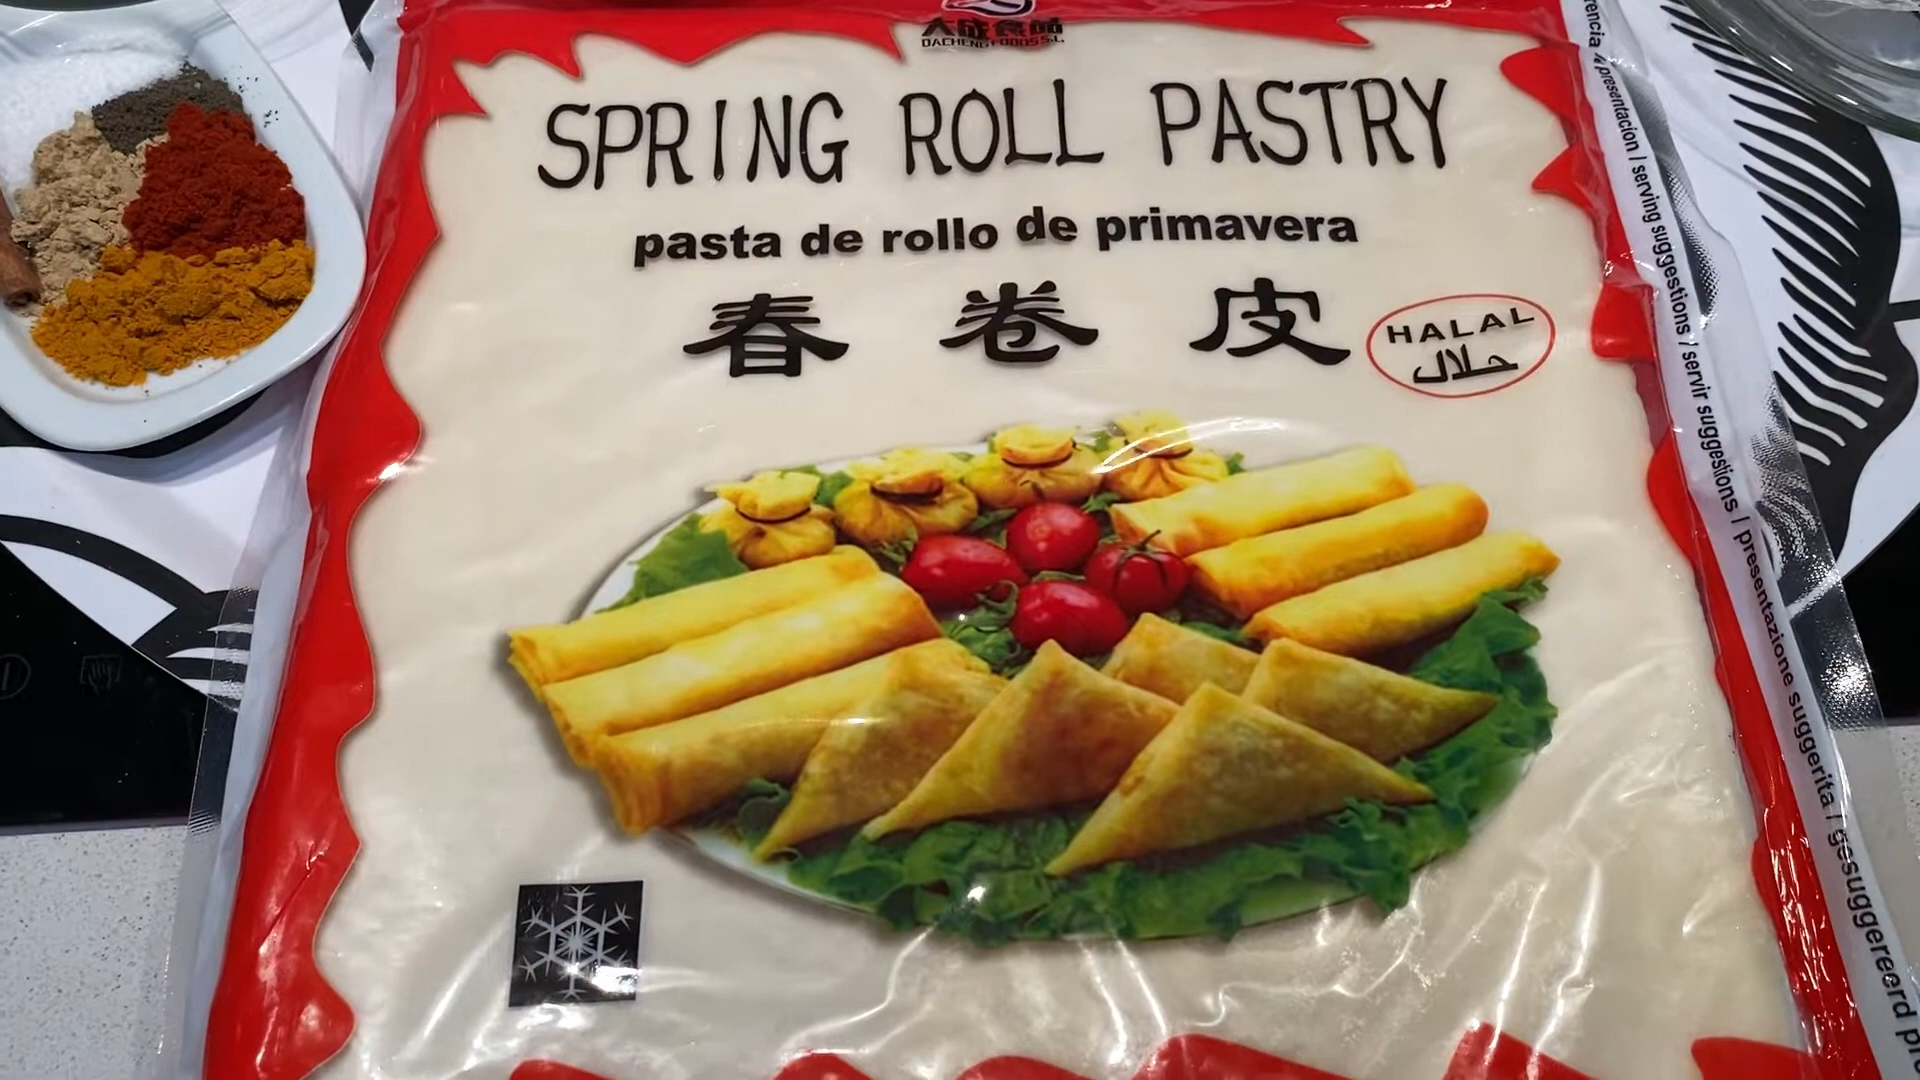 大成食品
DACHENG FOODS S.L.
SPRING ROLL PASTRY
pasta de rollo de primavera
春卷皮
HALAL
حلال
presentacion / serving suggestions / servir suggestions / presentazione suggerita / gesuggereerd